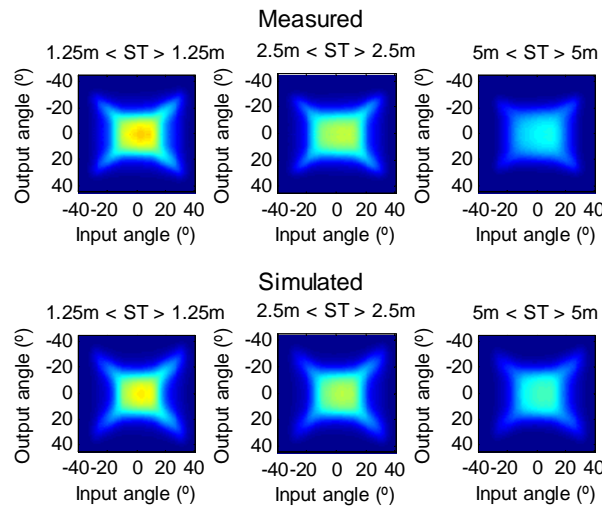 Measured
1.25m < ST > 1.25m
2.5m < ST > 2.5m
5m < ST > 5m
Output angle (º)
-40
-20
0
20
40
-40-20 0 20 40
Input angle (º)
Output angle (º)
-40
-20
0
20
40
-40-20 0 20 40
Input angle (º)
Output angle (º)
-40
-20
0
20
40
-40-20 0 20 40
Input angle (º)
Simulated
1.25m < ST > 1.25m
2.5m < ST > 2.5m
5m < ST > 5m
Output angle (º)
-40
-20
0
20
40
-40-20 0 20 40
Input angle (º)
Output angle (º)
-40
-20
0
20
40
-40-20 0 20 40
Input angle (º)
Output angle (º)
-40
-20
0
20
40
-40-20 0 20 40
Input angle (º)